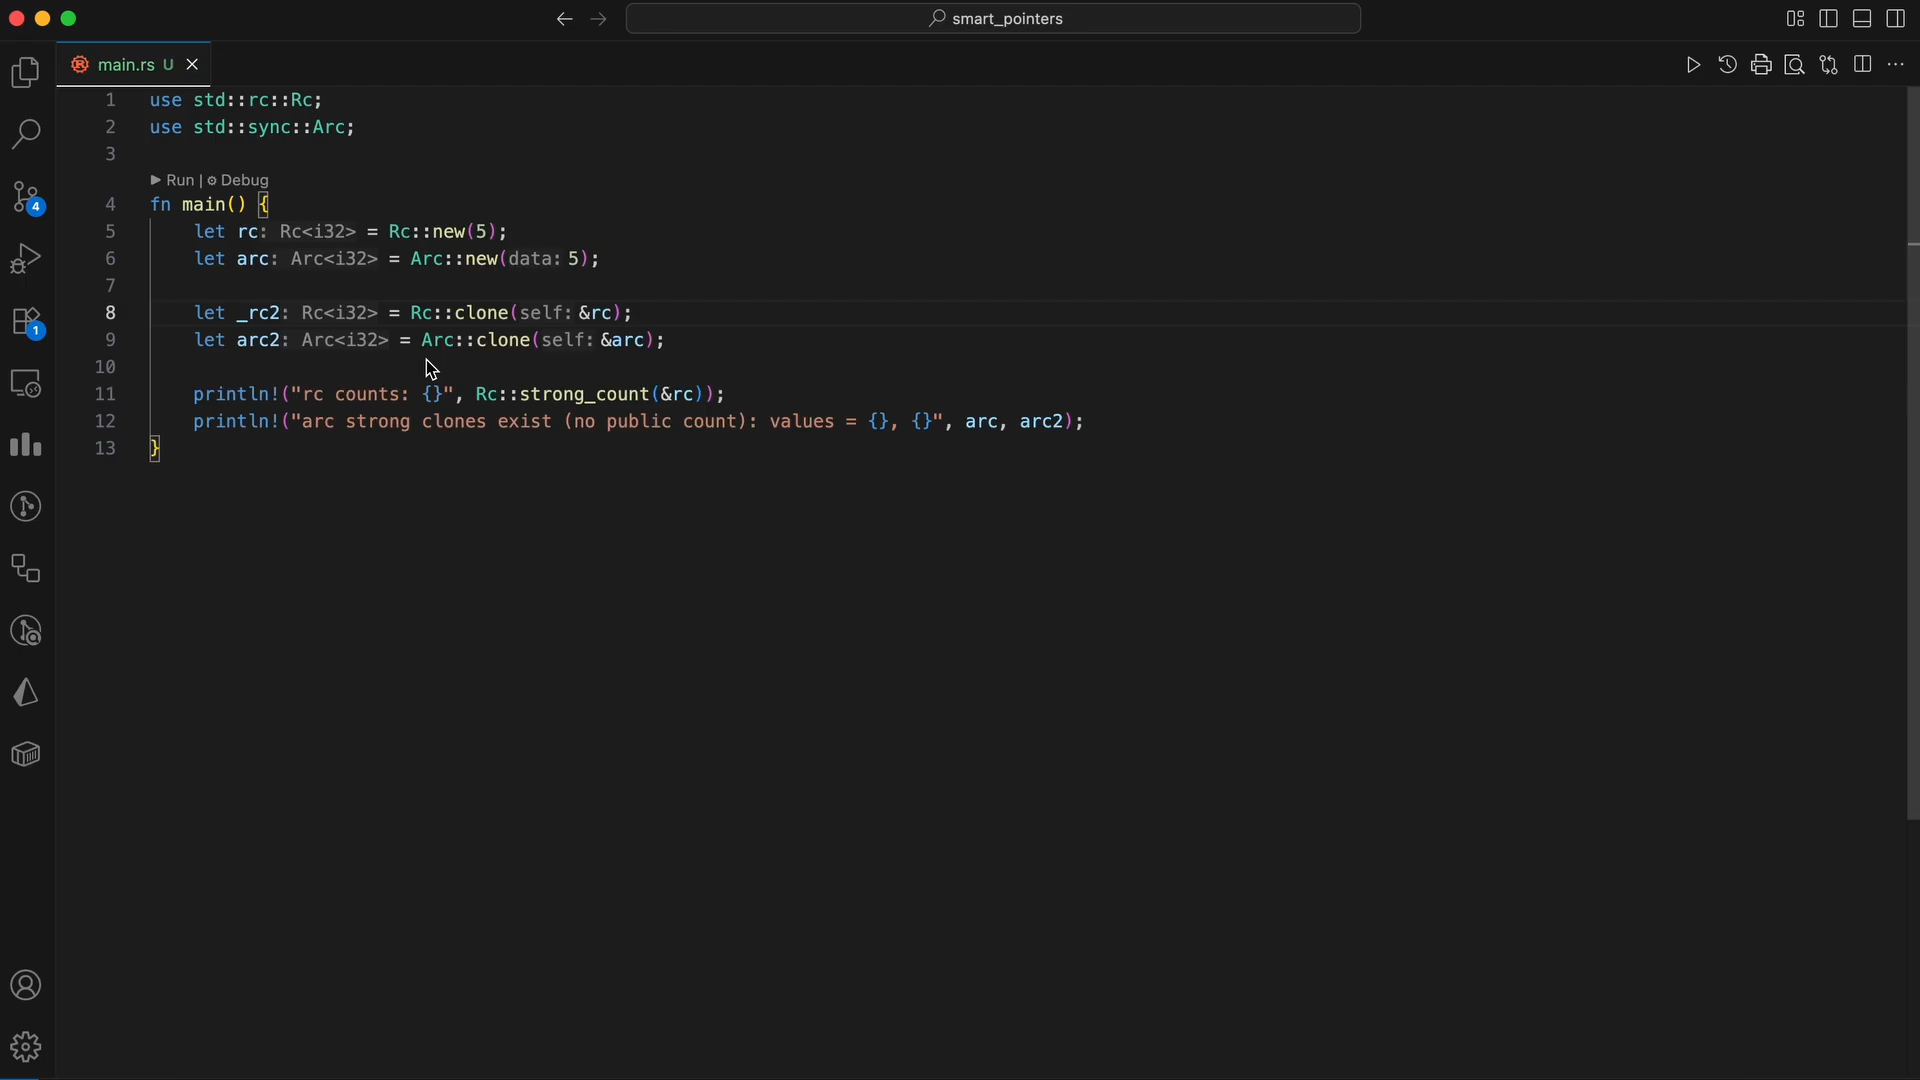 smart_pointers
main.rs U
1 use std::rc::Rc;
2 use std::sync::Arc;
3
Run | Debug
4 fn main() {
5 let rc: Rc<i32> = Rc::new(5);
6 let arc: Arc<i32> = Arc::new(data: 5);
7
8 let _rc2: Rc<i32> = Rc::clone(self: &rc);
9 let arc2: Arc<i32> = Arc::clone(self: &arc);
10
11 println!("rc counts: {}", Rc::strong_count(&rc));
12 println!("arc strong clones exist (no public count): values = {}, {}", arc, arc2);
13 }
4
1